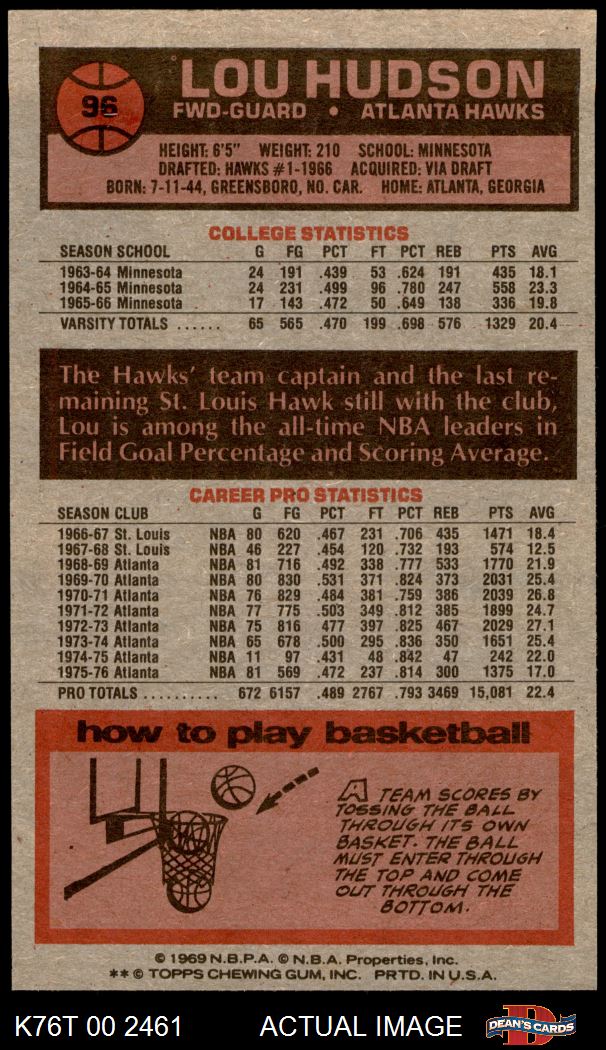 96
LOU HUDSON
FWD-GUARD • ATLANTA HAWKS
HEIGHT: 6'5" WEIGHT: 210 SCHOOL: MINNESOTA
DRAFTED: HAWKS #1-1966 ACQUIRED: VIA DRAFT
BORN: 7-11-44, GREENSBORO, NO. CAR. HOME: ATLANTA, GEORGIA
COLLEGE STATISTICS
SEASON SCHOOL G FG PCT FT PCT REB PTS AVG
1963-64 Minnesota 24 191 .439 53 .624 191 435 18.1
1964-65 Minnesota 24 231 .499 96 .780 247 558 23.3
1965-66 Minnesota 17 143 .472 50 .649 138 336 19.8
VARSITY TOTALS ...... 65 565 .470 199 .698 576 1329 20.4
The Hawks' team captain and the last re-
maining St. Louis Hawk still with the club,
Lou is among the all-time NBA leaders in
Field Goal Percentage and Scoring Average.
CAREER PRO STATISTICS
SEASON CLUB G FG PCT FT PCT REB PTS AVG
1966-67 St. Louis NBA 80 620 .467 231 .706 435 1471 18.4
1967-68 St. Louis NBA 46 227 .454 120 .732 193 574 12.5
1968-69 Atlanta NBA 81 716 .492 338 .777 533 1770 21.9
1969-70 Atlanta NBA 80 830 .531 371 .824 373 2031 25.4
1970-71 Atlanta NBA 76 829 .484 381 .759 386 2039 26.8
1971-72 Atlanta NBA 77 775 .503 349 .812 385 1899 24.7
1972-73 Atlanta NBA 75 816 .477 397 .825 467 2029 27.1
1973-74 Atlanta NBA 65 678 .500 295 .836 350 1651 25.4
1974-75 Atlanta NBA 11 97 .431 48 .842 47 242 22.0
1975-76 Atlanta NBA 81 569 .472 237 .814 300 1375 17.0
PRO TOTALS .......... 672 6157 .489 2767 .793 3469 15,081 22.4
how to play basketball
A TEAM SCORES BY
TOSSING THE BALL
THROUGH ITS OWN
BASKET. THE BALL
MUST ENTER THROUGH
THE TOP AND COME
OUT THROUGH THE
BOTTOM.
© 1969 N.B.P.A. © N.B.A. Properties, Inc.
** © TOPPS CHEWING GUM, INC. PRTD. IN U.S.A.
K76T 00 2461 ACTUAL IMAGE DEAN'S CARDS